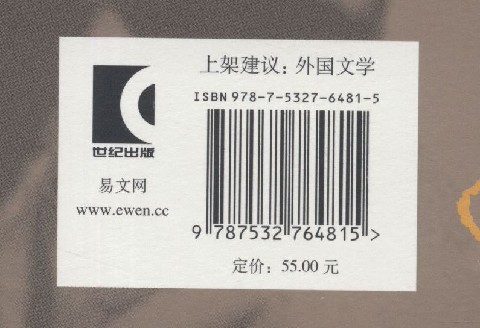 上架建议：外国文学
ISBN 978-7-5327-6481-5
世纪出版
易文网
www.ewen.cc
9 787532 764815 >
定价：55.00 元